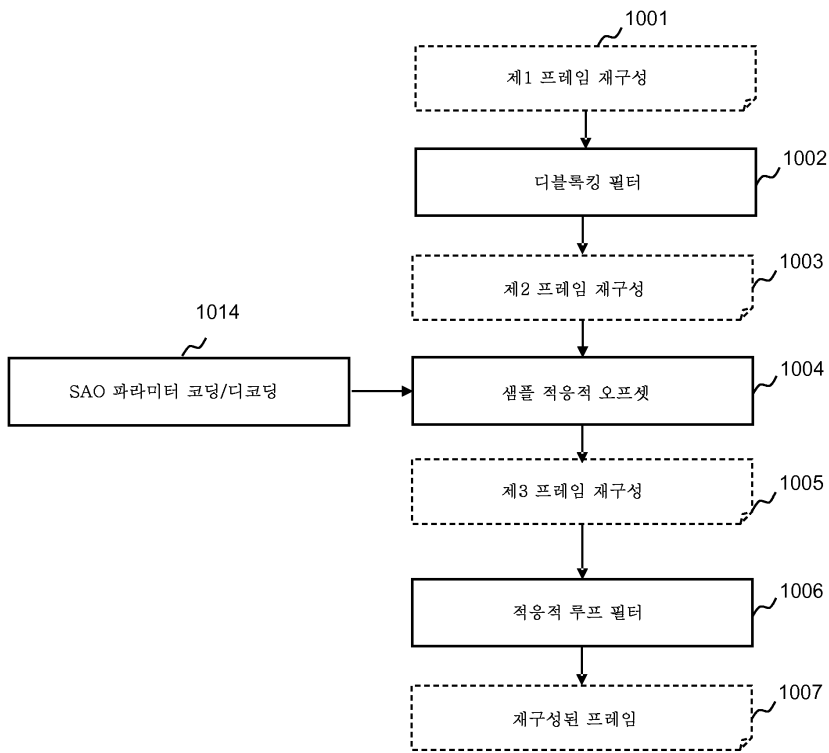 1001
제1 프레임 재구성
1002
디블록킹 필터
1003
제2 프레임 재구성
1014
SAO 파라미터 코딩/디코딩
1004
샘플 적응적 오프셋
1005
제3 프레임 재구성
1006
적응적 루프 필터
1007
재구성된 프레임